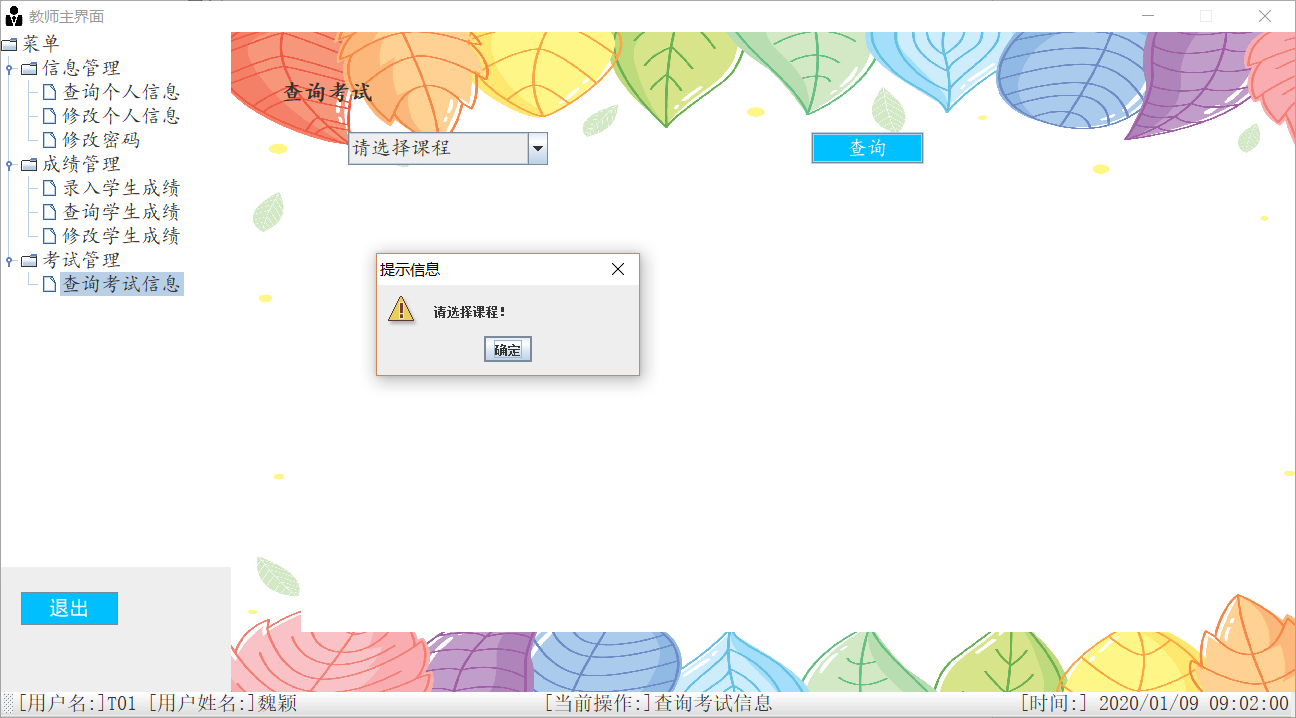 教师主界面
菜单
信息管理
查询个人信息
修改个人信息
修改密码
成绩管理
录入学生成绩
查询学生成绩
修改学生成绩
考试管理
查询考试信息
查询考试
请选择课程
查询
提示信息
请选择课程！
确定
退出
[用户名:]T01 [用户姓名:]魏颖
[当前操作:]查询考试信息
[时间:] 2020/01/09 09:02:00